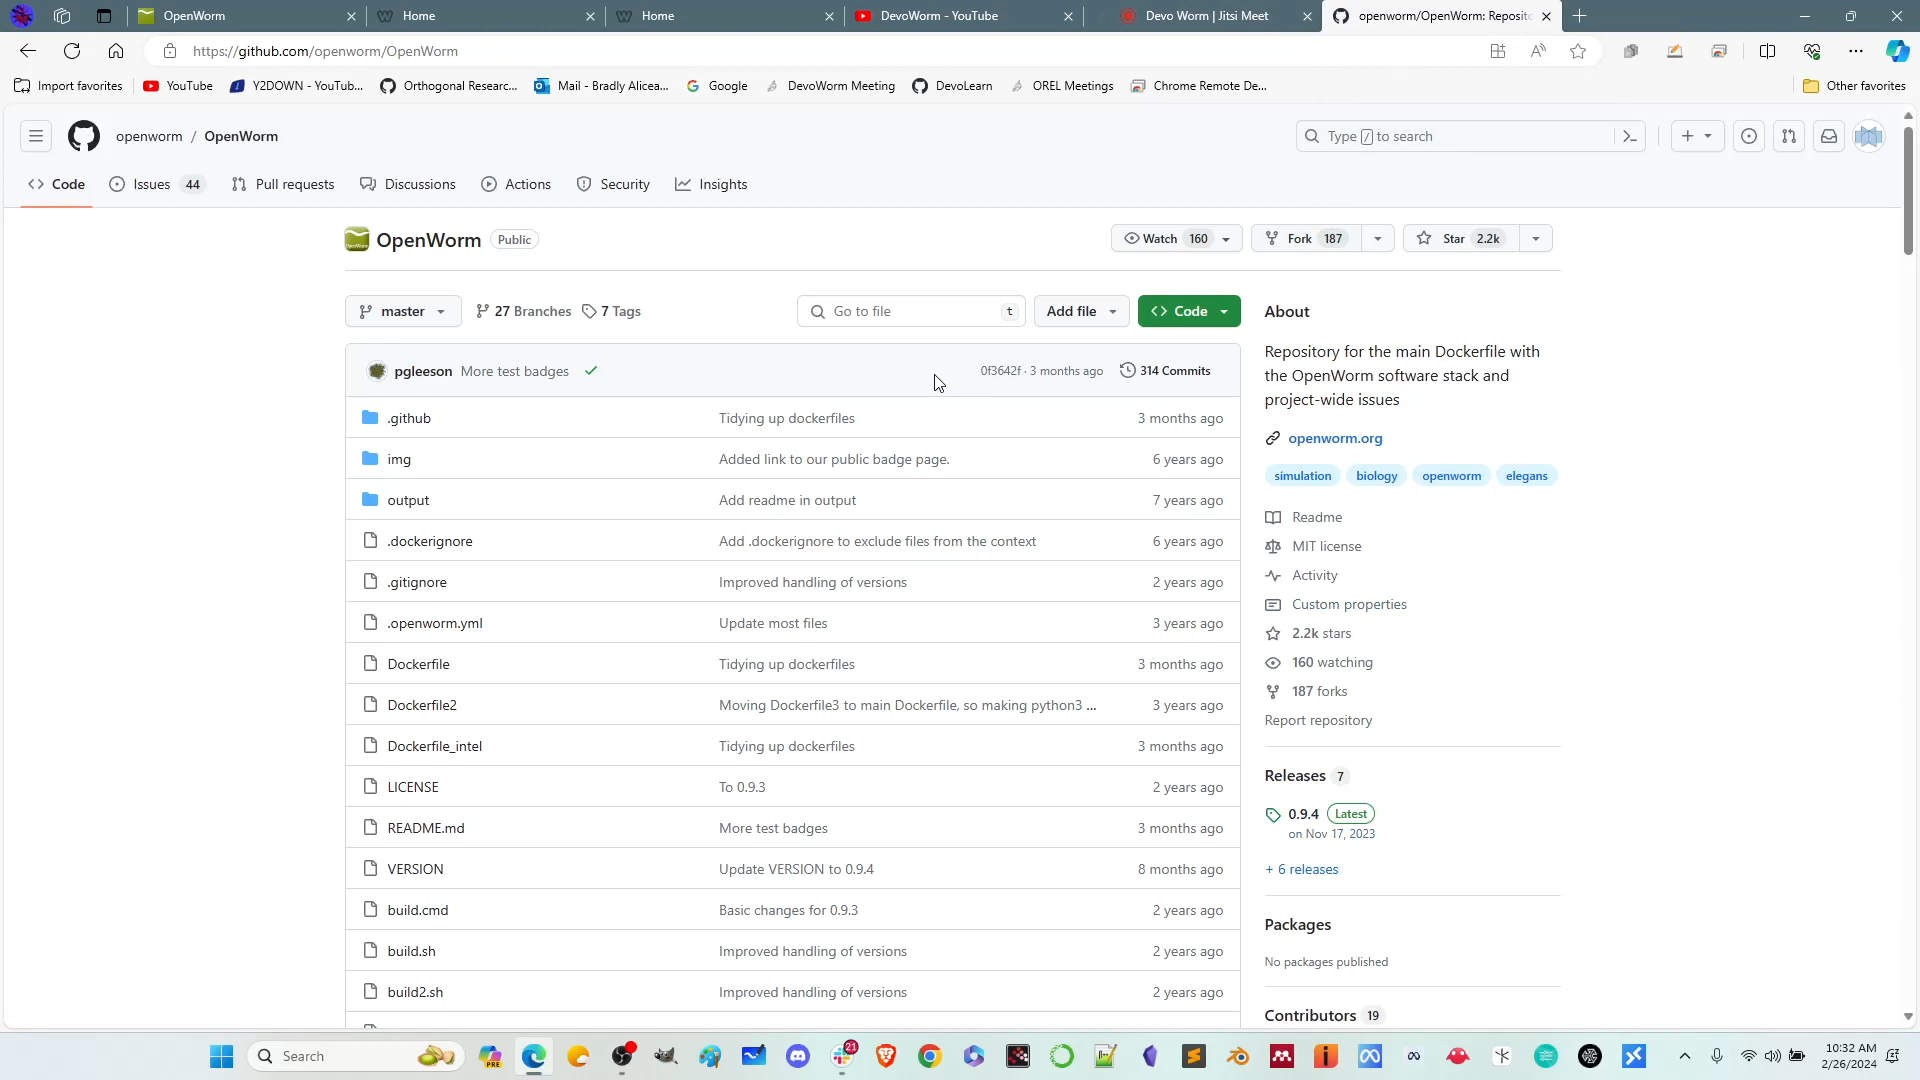 OpenWorm
Home
Home
DevoWorm - YouTube
Devo Worm | Jitsi Meet
openworm/OpenWorm: Reposito
https://github.com/openworm/OpenWorm
Import favorites
YouTube
Y2DOWN - YouTub...
Orthogonal Researc...
Mail - Bradly Alicea...
Google
DevoWorm Meeting
DevoLearn
OREL Meetings
Chrome Remote De...
Other favorites
openworm / OpenWorm
Type / to search
Code
Issues 44
Pull requests
Discussions
Actions
Security
Insights
OpenWorm Public
Watch 160
Fork 187
Star 2.2k
master
27 Branches
7 Tags
Go to file t
Add file
Code
pgleeson More test badges
0f3642f · 3 months ago
314 Commits
.github Tidying up dockerfiles 3 months ago
img Added link to our public badge page. 6 years ago
output Add readme in output 7 years ago
.dockerignore Add .dockerignore to exclude files from the context 6 years ago
.gitignore Improved handling of versions 2 years ago
.openworm.yml Update most files 3 years ago
Dockerfile Tidying up dockerfiles 3 months ago
Dockerfile2 Moving Dockerfile3 to main Dockerfile, so making python3 ... 3 years ago
Dockerfile_intel Tidying up dockerfiles 3 months ago
LICENSE To 0.9.3 2 years ago
README.md More test badges 3 months ago
VERSION Update VERSION to 0.9.4 8 months ago
build.cmd Basic changes for 0.9.3 2 years ago
build.sh Improved handling of versions 2 years ago
build2.sh Improved handling of versions 2 years ago
About
Repository for the main Dockerfile with
the OpenWorm software stack and
project-wide issues
openworm.org
simulation biology openworm elegans
Readme
MIT license
Activity
Custom properties
2.2k stars
160 watching
187 forks
Report repository
Releases 7
0.9.4 Latest
on Nov 17, 2023
+ 6 releases
Packages
No packages published
Contributors 19
Search
PRE
21
10:32 AM
2/26/2024